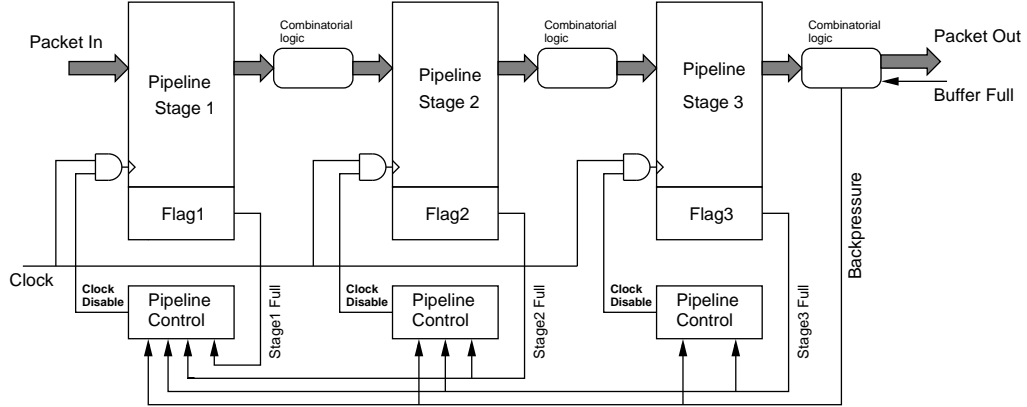 Combinatorial
logic
Combinatorial
logic
Combinatorial
logic
Packet In
Packet Out
Pipeline
Stage 1
Pipeline
Stage 2
Pipeline
Stage 3
Buffer Full
Flag1
Flag2
Flag3
Backpressure
Clock
Clock
Disable
Pipeline
Control
Stage1 Full
Clock
Disable
Pipeline
Control
Stage2 Full
Clock
Disable
Pipeline
Control
Stage3 Full